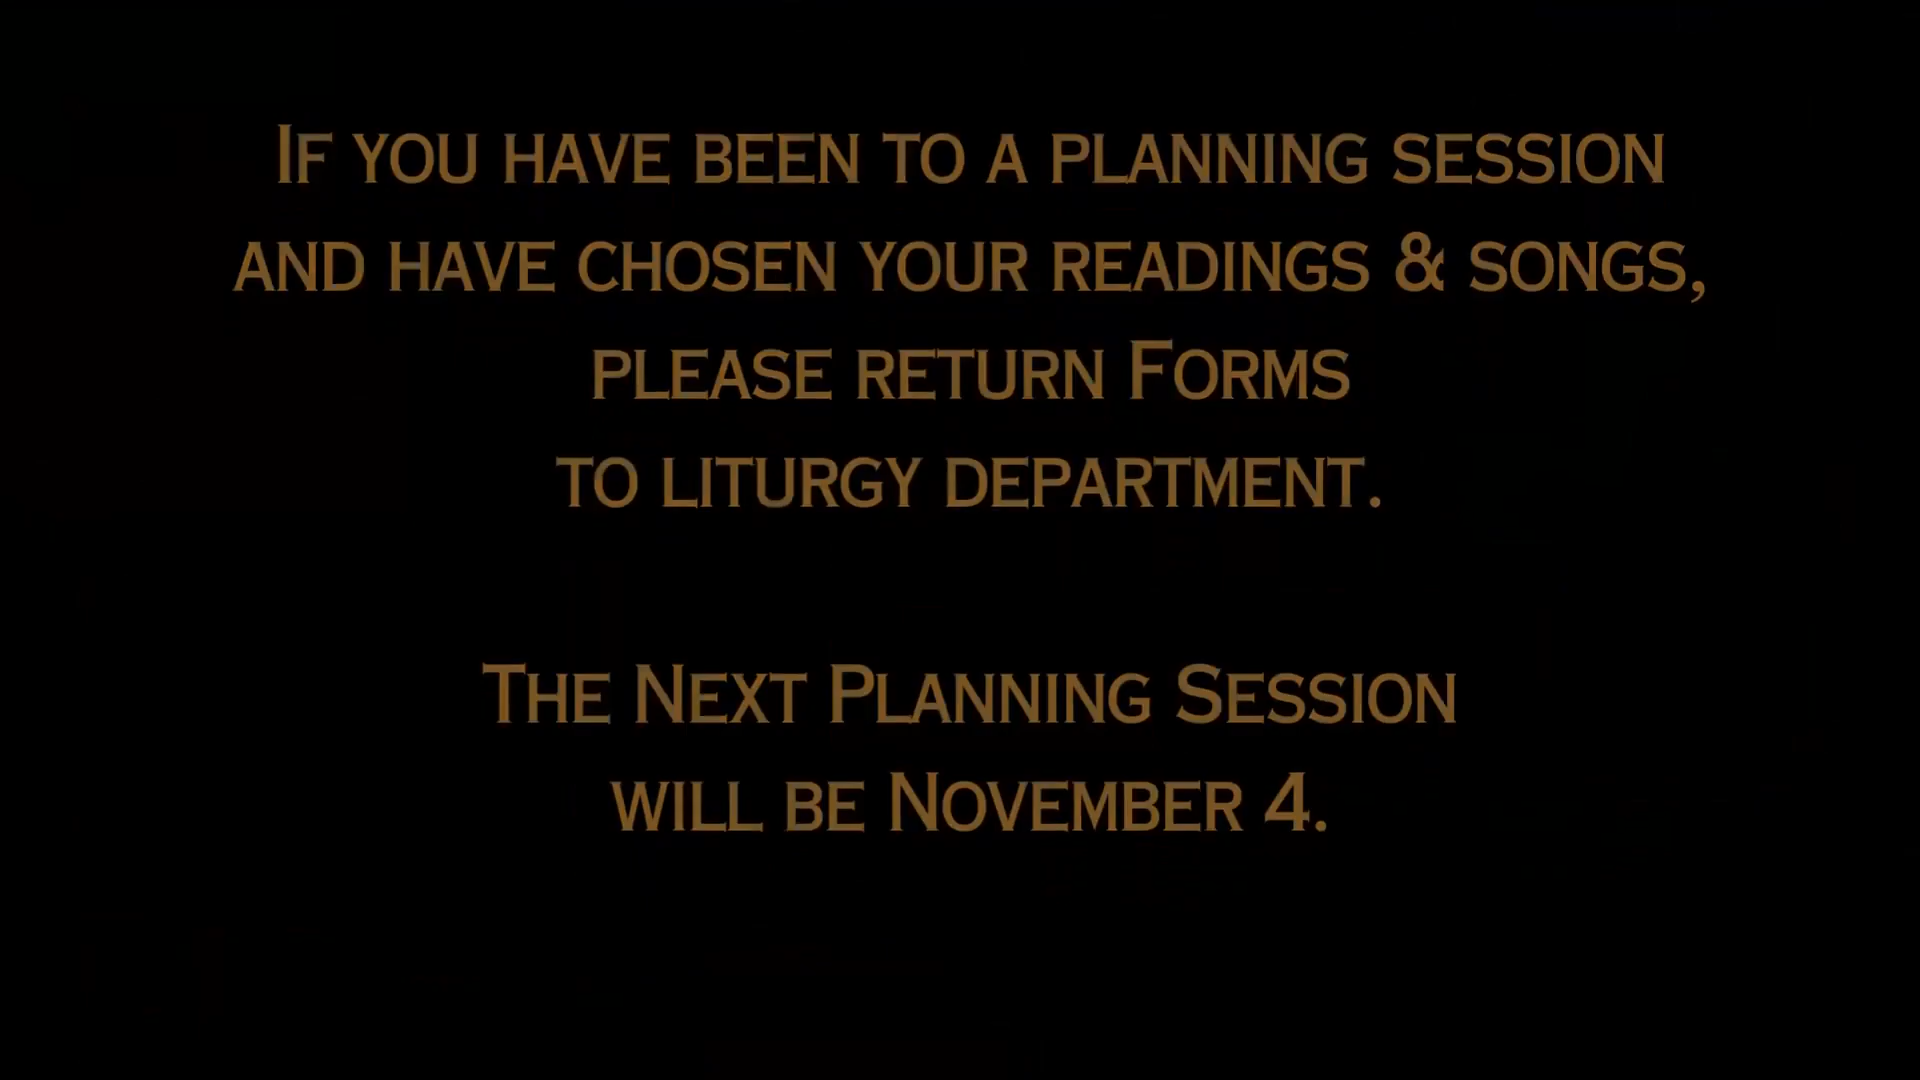 If you have been to a planning session
and have chosen your readings & songs,
please return Forms
to liturgy department.
The Next Planning Session
will be November 4.